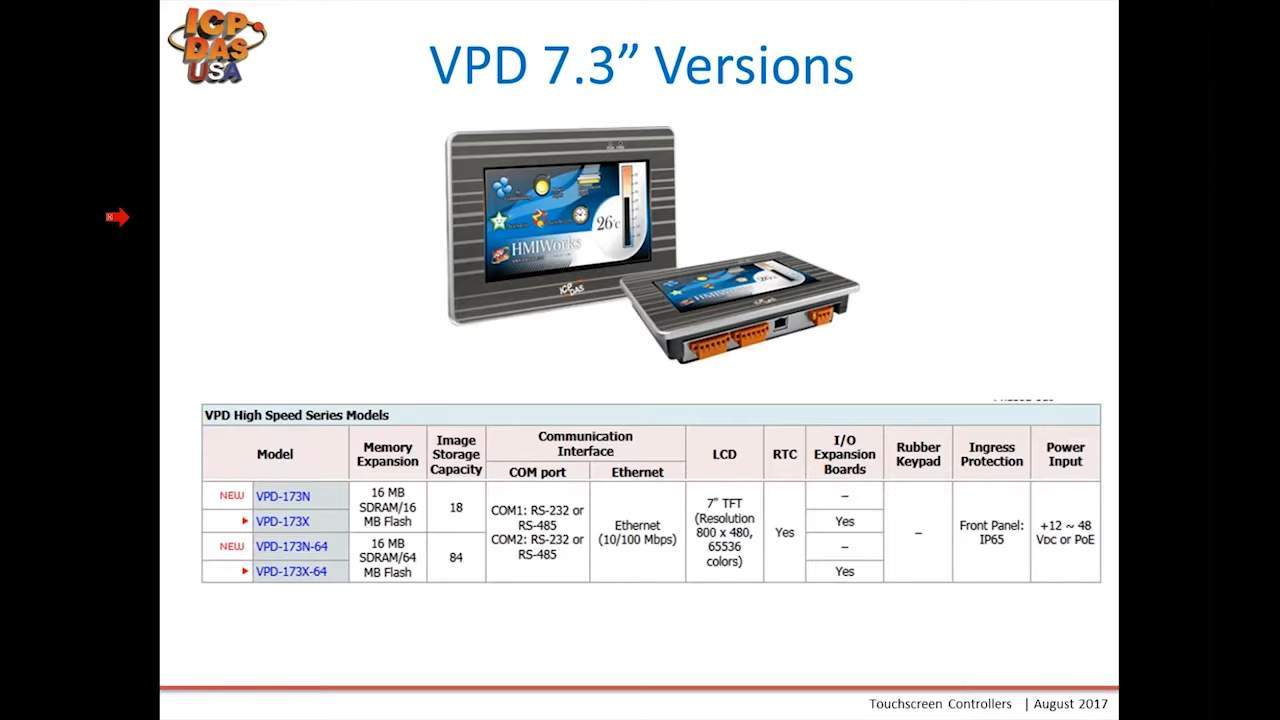 ICP
DAS
USA
VPD 7.3” Versions
26°C
HMIWorks
ICP
DAS
VPD High Speed Series Models
Model
Memory
Expansion
Image
Storage
Capacity
Communication
Interface
COM port
Ethernet
LCD
RTC
I/O
Expansion
Boards
Rubber
Keypad
Ingress
Protection
Power
Input
NEW VPD-173N
VPD-173X
NEW VPD-173N-64
VPD-173X-64
16 MB
SDRAM/16
MB Flash
16 MB
SDRAM/64
MB Flash
18
84
COM1: RS-232 or
RS-485
COM2: RS-232 or
RS-485
Ethernet
(10/100 Mbps)
7" TFT
(Resolution
800 x 480,
65536
colors)
Yes
–
Yes
–
Yes
–
Front Panel:
IP65
+12 ~ 48
VDC or PoE
Touchscreen Controllers | August 2017